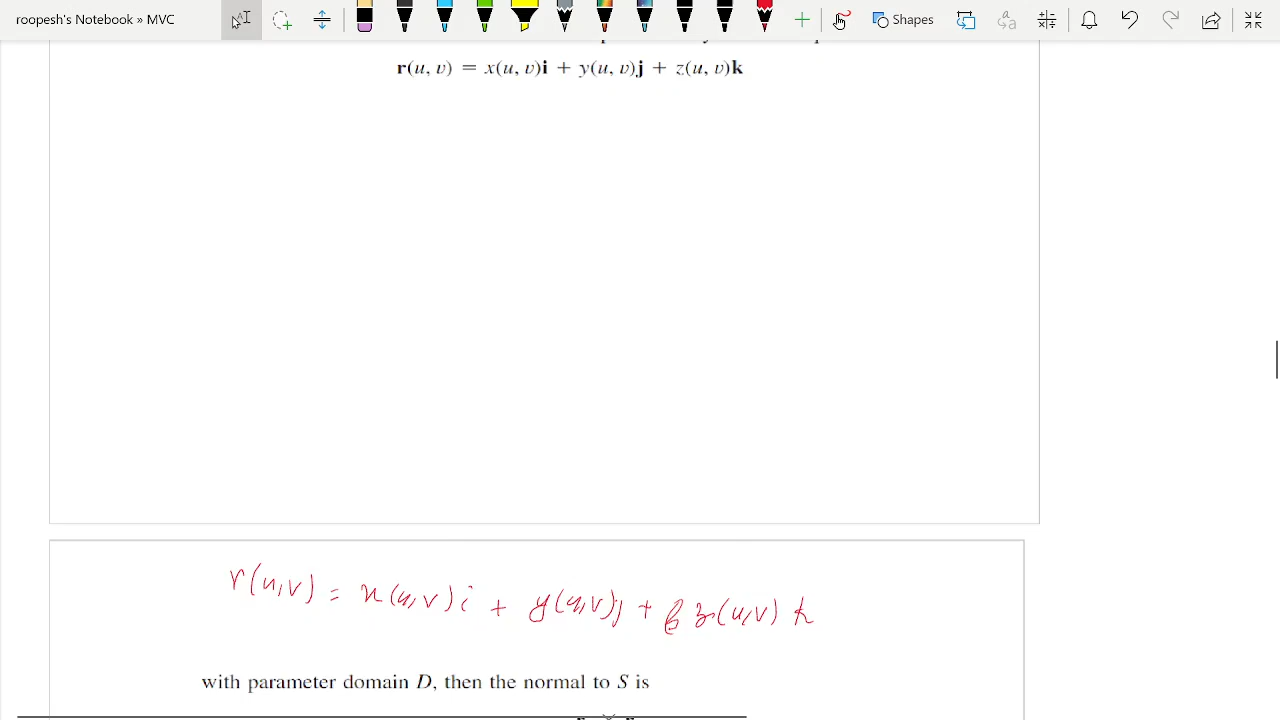 roopesh's Notebook » MVC
Shapes
r(u, v) = x(u, v)i + y(u, v)j + z(u, v)k
r(u,v) = x(u,v)i + y(u,v)j + z(u,v) k
with parameter domain D, then the normal to S is